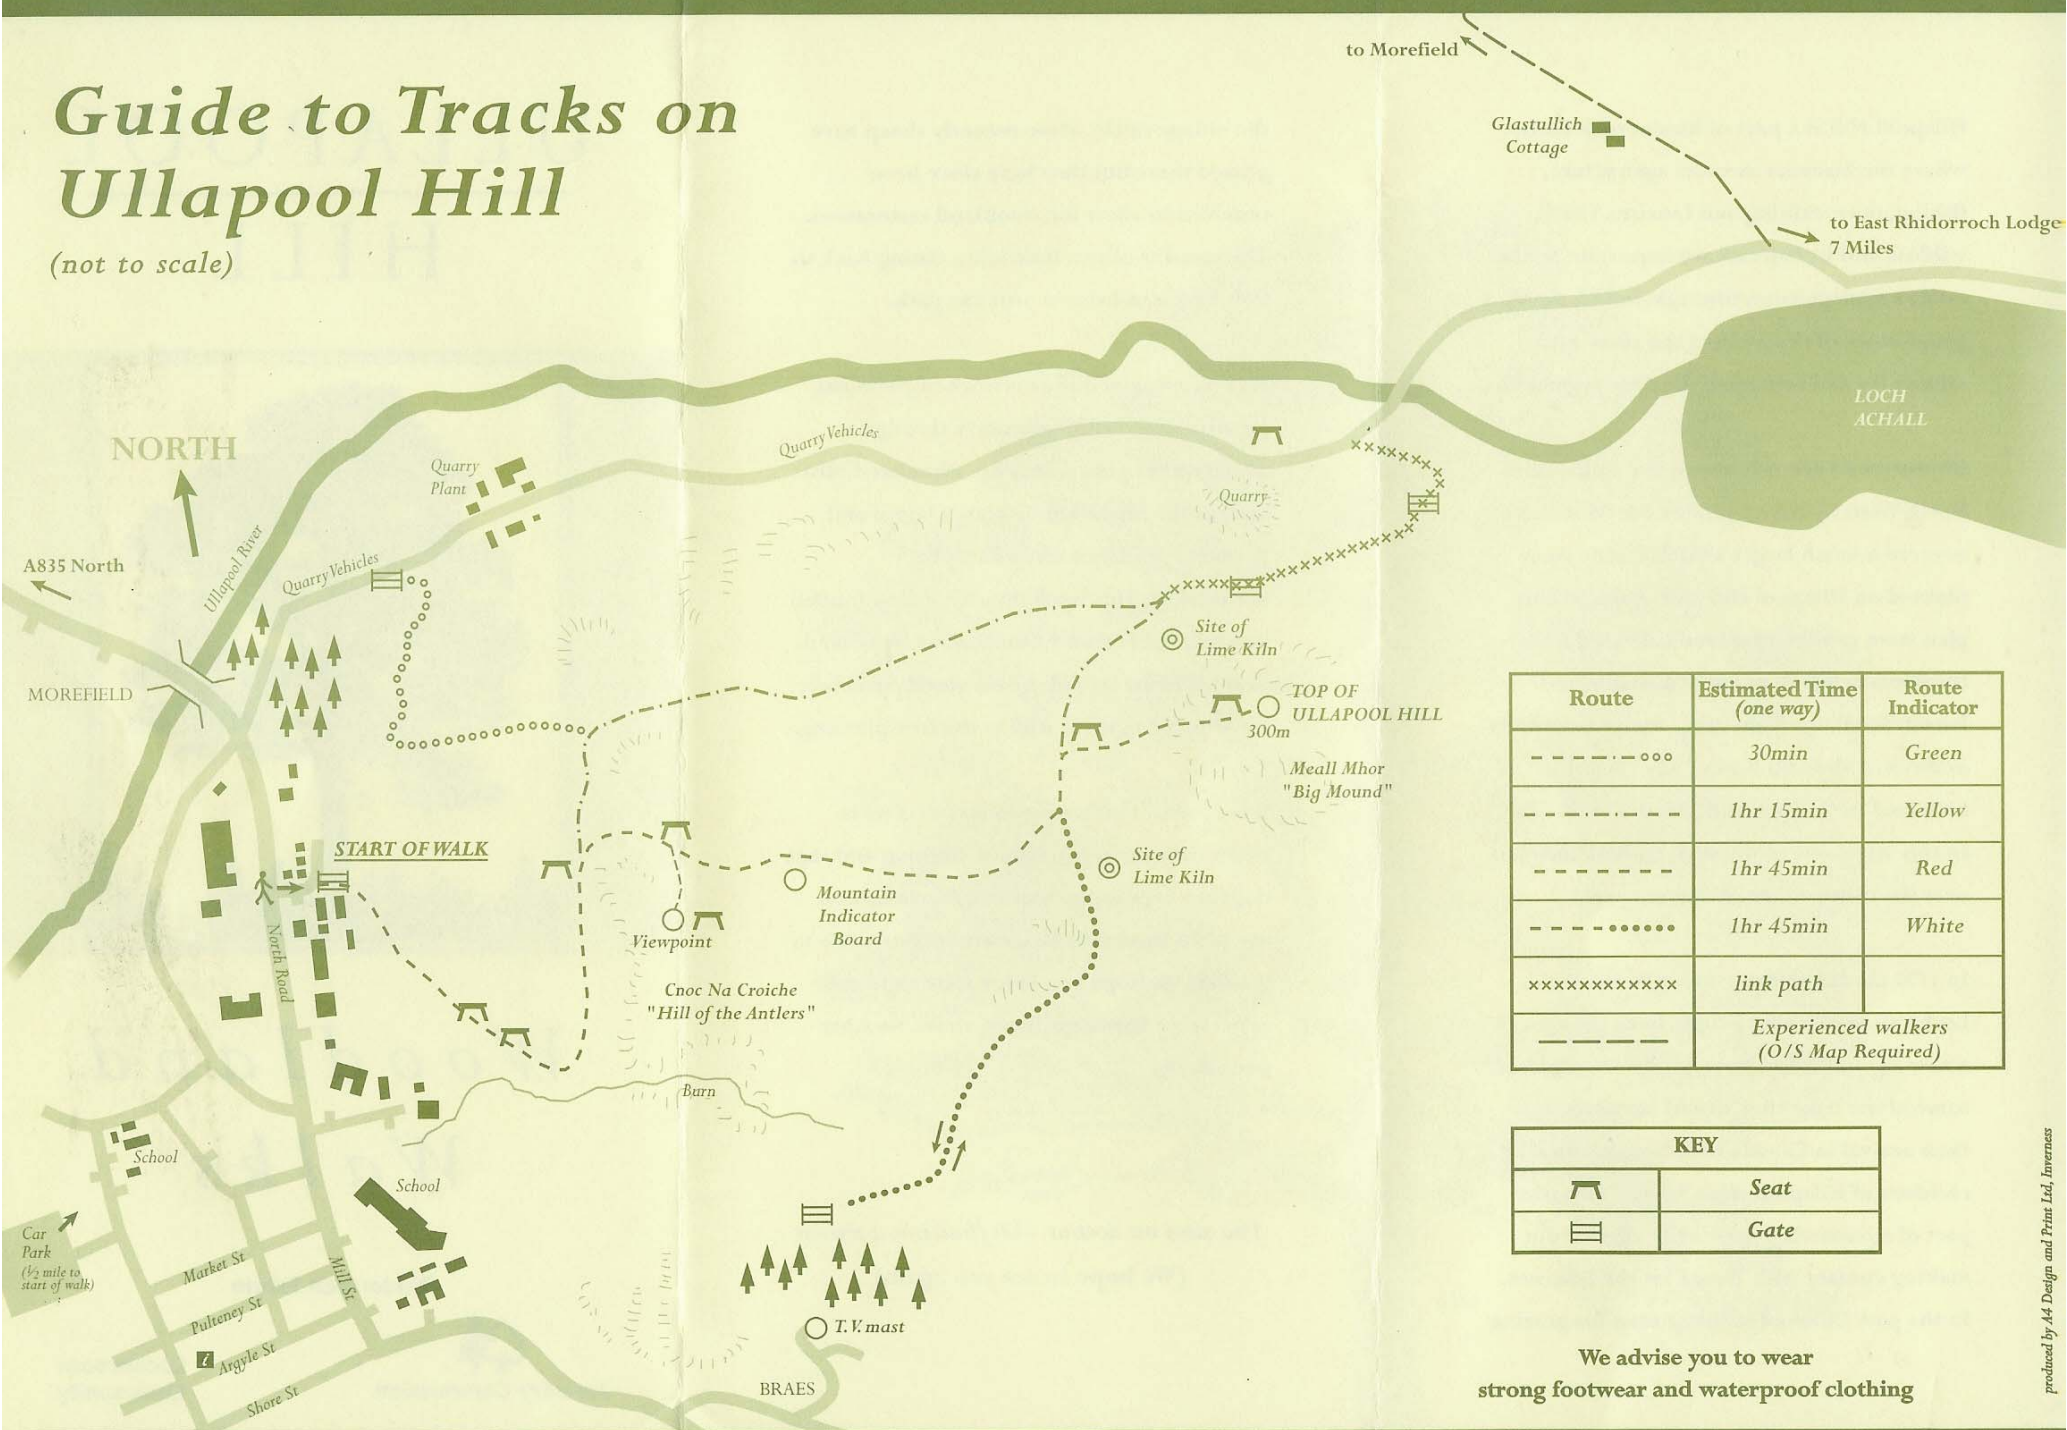 Guide to Tracks on
Ullapool Hill
(not to scale)
to Morefield
Glastullich
Cottage
to East Rhidorroch Lodge
7 Miles
LOCH
ACHALL
NORTH
Quarry
Plant
Quarry Vehicles
Quarry
Ullapool River
Quarry Vehicles
A835 North
MOREFIELD
Site of
Lime Kiln
TOP OF
ULLAPOOL HILL
300m
Meall Mhor
"Big Mound"
START OF WALK
Mountain
Indicator
Board
Site of
Lime Kiln
Viewpoint
North Road
Cnoc Na Croiche
"Hill of the Antlers"
Burn
School
School
Car
Park
(½ mile to
start of walk)
Market St
Mill St
Pulteney St
i
Argyle St
Shore St
T.V. mast
BRAES
Route
Estimated Time
(one way)
Route
Indicator
30min
Green
1hr 15min
Yellow
1hr 45min
Red
1hr 45min
White
link path
Experienced walkers
(O/S Map Required)
KEY
Seat
Gate
We advise you to wear
strong footwear and waterproof clothing
produced by A4 Design and Print Ltd, Inverness